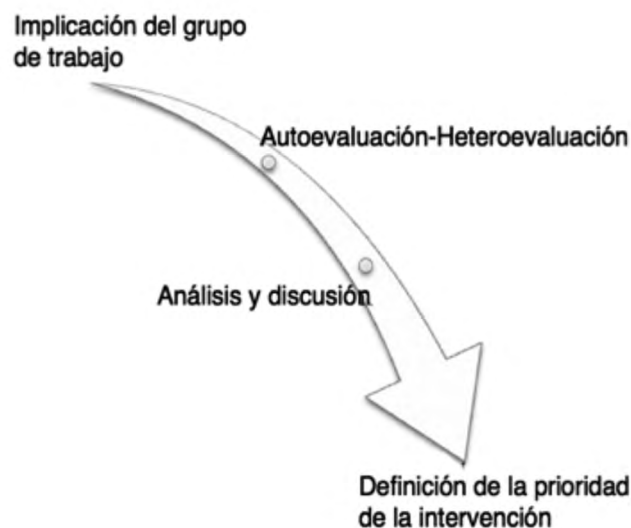 Implicación del grupo
de trabajo
Autoevaluación-Heteroevaluación
Análisis y discusión
Definición de la prioridad
de la intervención